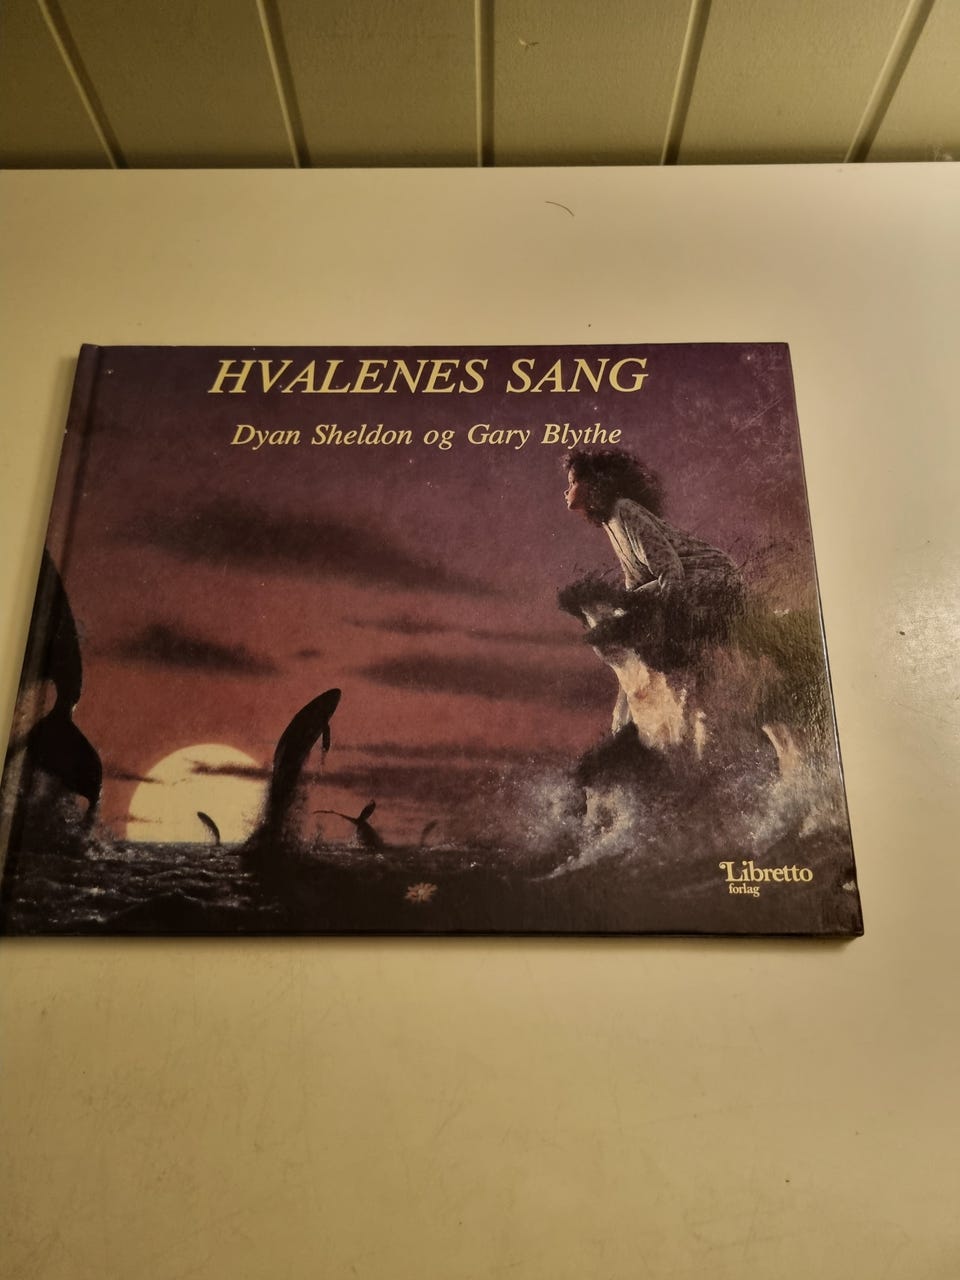 HVALENES SANG
Dyan Sheldon og Gary Blythe
Libretto
forlag